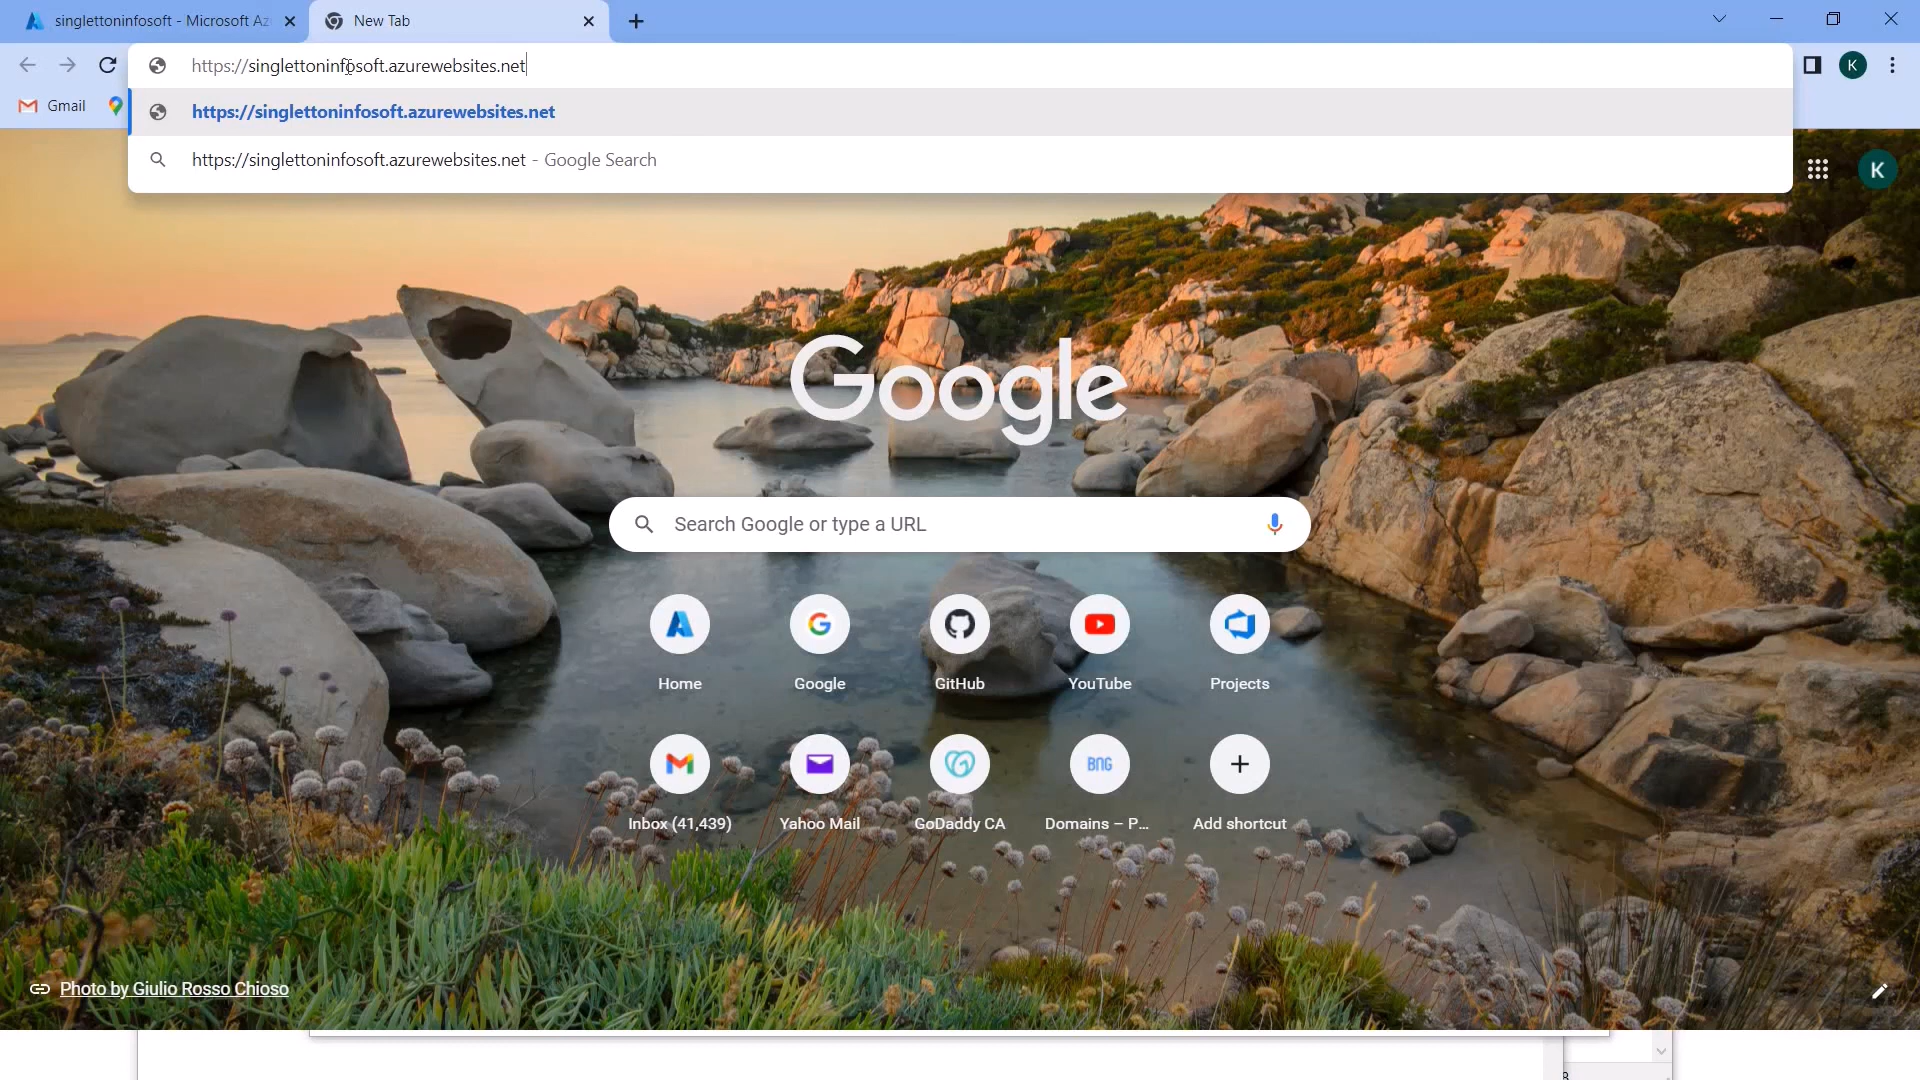 singlettoninfosoft - Microsoft Az
New Tab
https://singlettoninfosoft.azurewebsites.net
K
Gmail
https://singlettoninfosoft.azurewebsites.net
https://singlettoninfosoft.azurewebsites.net - Google Search
K
Google
Search Google or type a URL
Home
Google
GitHub
YouTube
Projects
BNG
Inbox (41,439)
Yahoo Mail
GoDaddy CA
Domains – P...
Add shortcut
Photo by Giulio Rosso Chioso